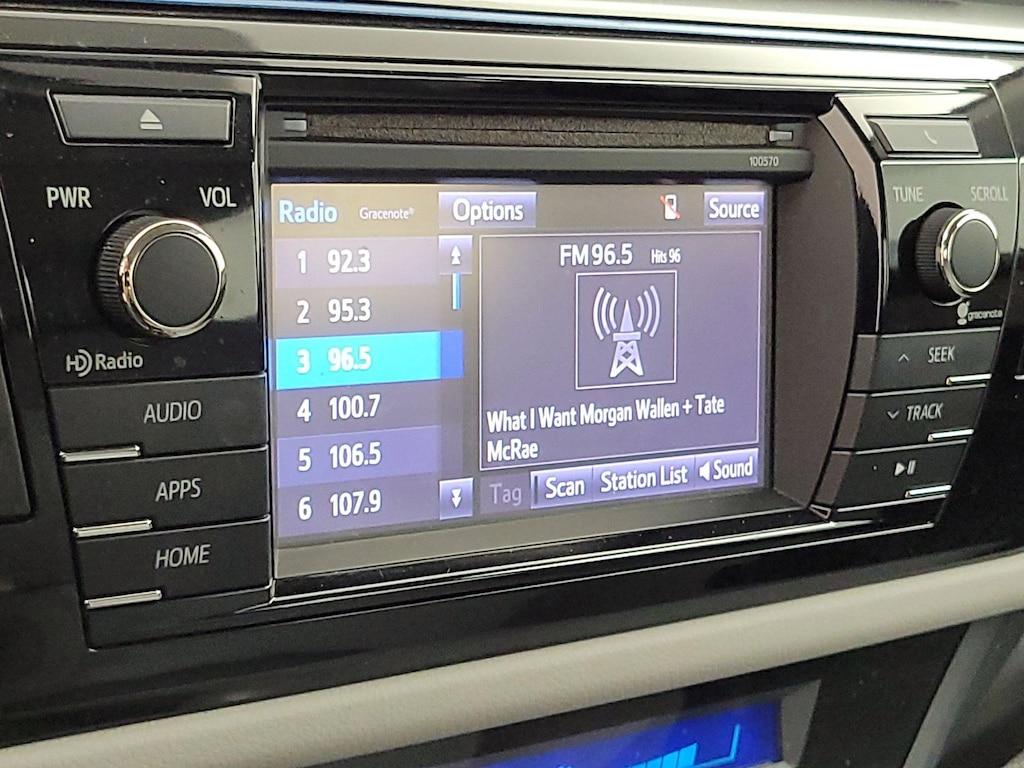 100570
PWR VOL
HD Radio
AUDIO
APPS
HOME
Radio Gracenote® Options Source
1 92.3
2 95.3
3 96.5
4 100.7
5 106.5
6 107.9
FM 96.5 Hits 96
What I Want Morgan Wallen + Tate
McRae
Tag Scan Station List Sound
TUNE SCROLL
gracenote
SEEK
TRACK